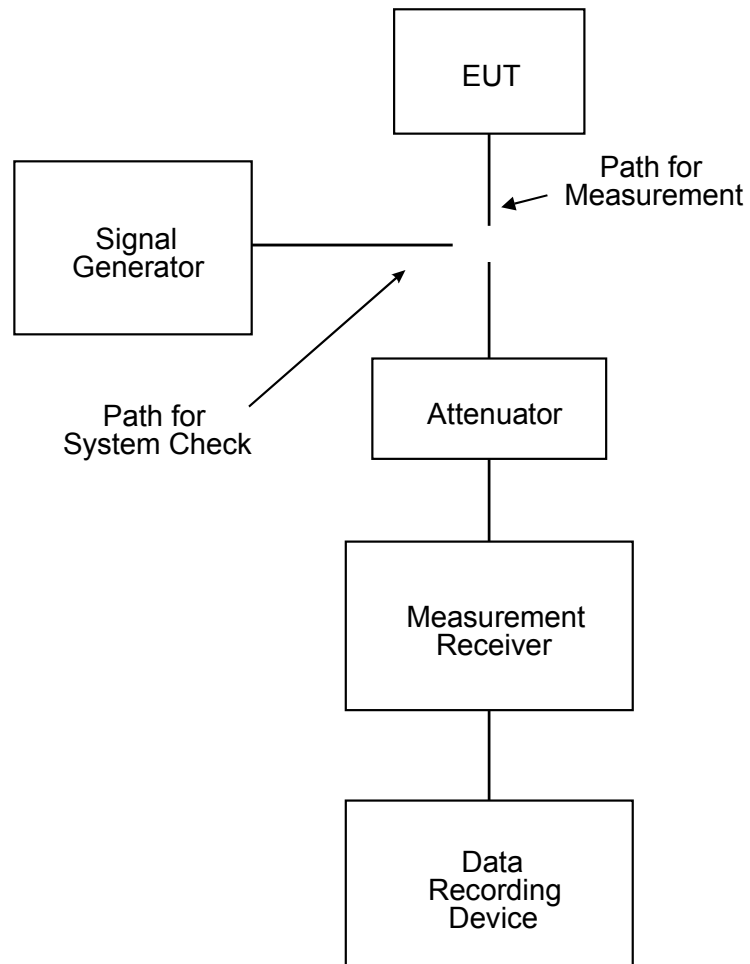 EUT
Path for
Measurement
Signal
Generator
Path for
System Check
Attenuator
Measurement
Receiver
Data
Recording
Device